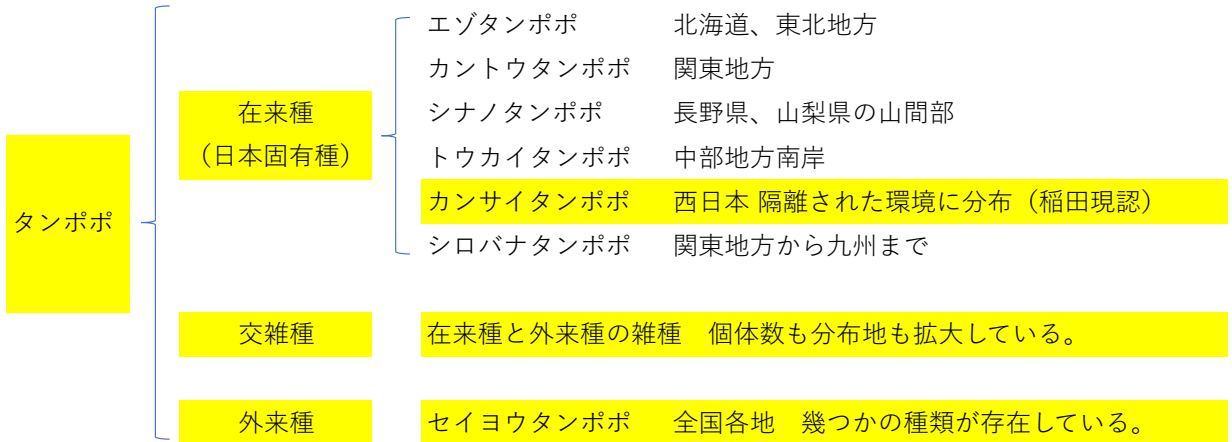 タンポポ
在来種
（日本固有種）
エゾタンポポ　北海道、東北地方
カントウタンポポ　関東地方
シナノタンポポ　長野県、山梨県の山間部
トウカイタンポポ　中部地方南岸
カンサイタンポポ　西日本 隔離された環境に分布（稲田現認）
シロバナタンポポ　関東地方から九州まで
交雑種　在来種と外来種の雑種　個体数も分布地も拡大している。
外来種　セイヨウタンポポ　全国各地　幾つかの種類が存在している。